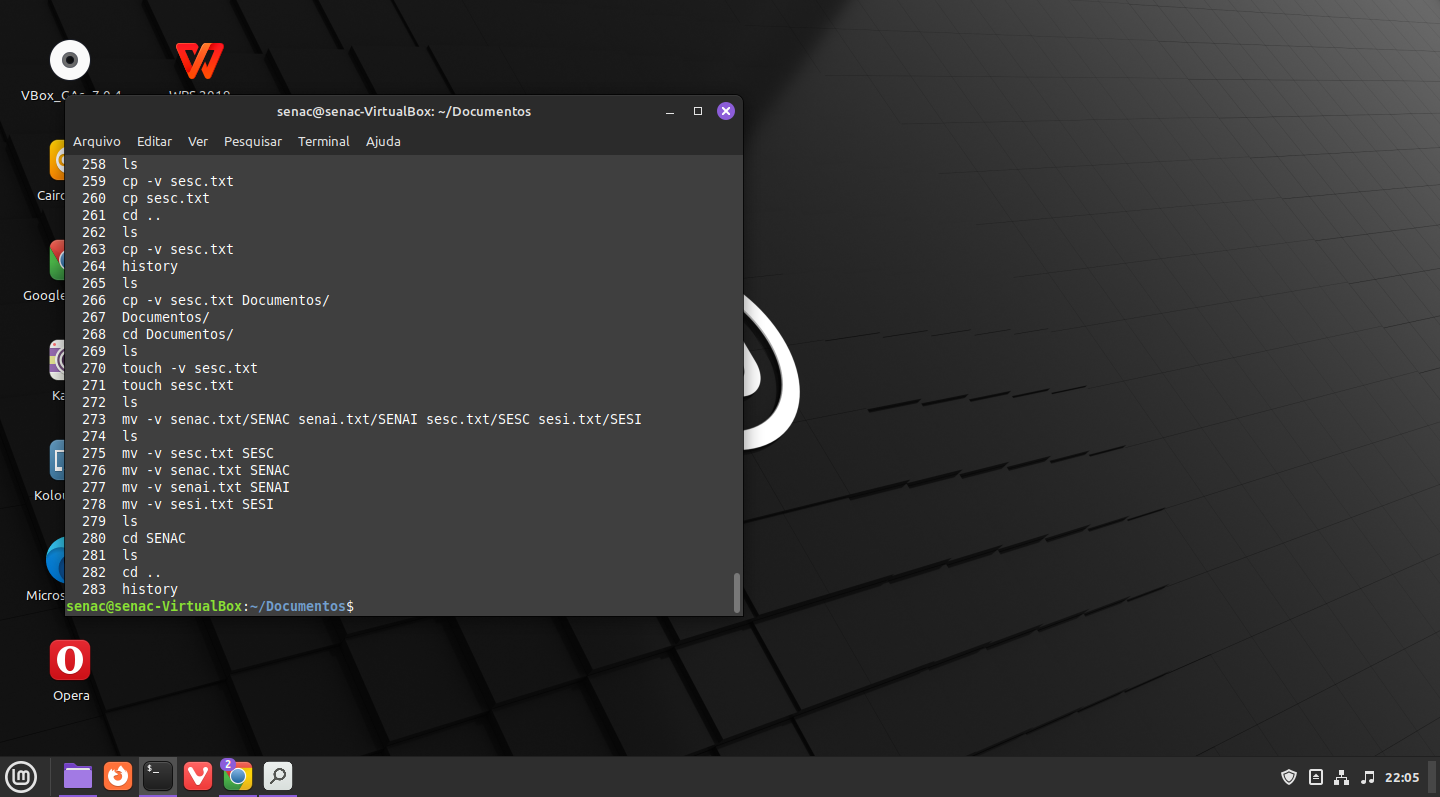 VBox_GAs_7.0.4
WPS 2019
senac@senac-VirtualBox: ~/Documentos
Arquivo Editar Ver Pesquisar Terminal Ajuda
258 ls
259 cp -v sesc.txt
260 cp sesc.txt
261 cd ..
262 ls
263 cp -v sesc.txt
264 history
265 ls
266 cp -v sesc.txt Documentos/
267 Documentos/
268 cd Documentos/
269 ls
270 touch -v sesc.txt
271 touch sesc.txt
272 ls
273 mv -v senac.txt/SENAC senai.txt/SENAI sesc.txt/SESC sesi.txt/SESI
274 ls
275 mv -v sesc.txt SESC
276 mv -v senac.txt SENAC
277 mv -v senai.txt SENAI
278 mv -v sesi.txt SESI
279 ls
280 cd SENAC
281 ls
282 cd ..
283 history
senac@senac-VirtualBox:~/Documentos$
Cairo
Google
Ka
Kolou
Micros
Opera
$_
2
22:05